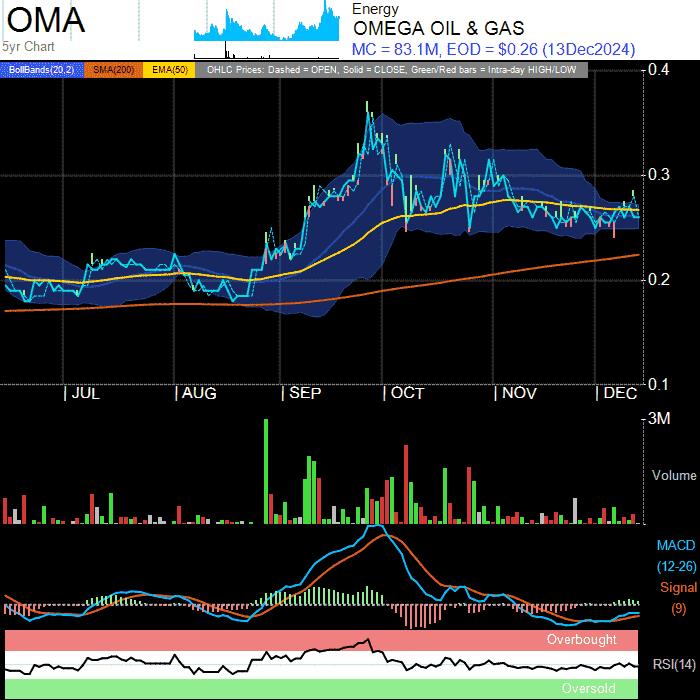 OMA
5yr Chart
Energy
OMEGA OIL & GAS
MC = 83.1M, EOD = $0.26 (13Dec2024)
BollBands(20,2) SMA(200) EMA(50) OHLC Prices: Dashed = OPEN, Solid = CLOSE, Green/Red bars = Intra-day HIGH/LOW
0.4
0.3
0.2
0.1
| JUL | AUG | SEP | OCT | NOV | DEC
3M
Volume
MACD
(12-26)
Signal
(9)
Overbought
RSI(14)
Oversold